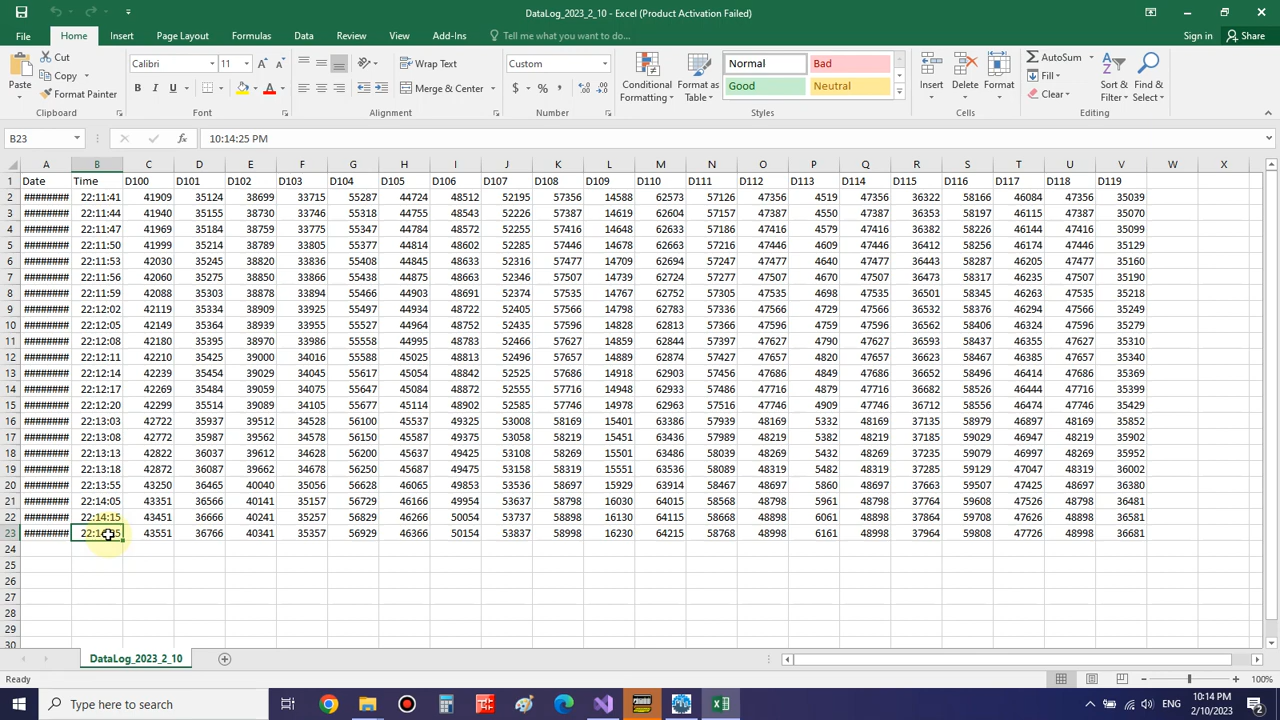 DataLog_2023_2_10 - Excel (Product Activation Failed)
File Home Insert Page Layout Formulas Data Review View Add-Ins Tell me what you want to do... Sign in Share
Cut Calibri 11 Wrap Text Custom Normal Bad AutoSum
Copy Good Neutral Fill
Paste Format Painter B I U Merge & Center $ % , Conditional Formatting Format as Table Insert Delete Format Clear Sort & Filter Find & Select
Clipboard Font Alignment Number Styles Cells Editing
B23 fx 10:14:25 PM
A B C D E F G H I J K L M N O P Q R S T U V W X
1 Date Time D100 D101 D102 D103 D104 D105 D106 D107 D108 D109 D110 D111 D112 D113 D114 D115 D116 D117 D118 D119
2 ######## 22:11:41 41909 35124 38699 33715 55287 44724 48512 52195 57356 14588 62573 57126 47356 4519 47356 36322 58166 46084 47356 35039
3 ######## 22:11:44 41940 35155 38730 33746 55318 44755 48543 52226 57387 14619 62604 57157 47387 4550 47387 36353 58197 46115 47387 35070
4 ######## 22:11:47 41969 35184 38759 33775 55347 44784 48572 52255 57416 14648 62633 57186 47416 4579 47416 36382 58226 46144 47416 35099
5 ######## 22:11:50 41999 35214 38789 33805 55377 44814 48602 52285 57446 14678 62663 57216 47446 4609 47446 36412 58256 46174 47446 35129
6 ######## 22:11:53 42030 35245 38820 33836 55408 44845 48633 52316 57477 14709 62694 57247 47477 4640 47477 36443 58287 46205 47477 35160
7 ######## 22:11:56 42060 35275 38850 33866 55438 44875 48663 52346 57507 14739 62724 57277 47507 4670 47507 36473 58317 46235 47507 35190
8 ######## 22:11:59 42088 35303 38878 33894 55466 44903 48691 52374 57535 14767 62752 57305 47535 4698 47535 36501 58345 46263 47535 35218
9 ######## 22:12:02 42119 35334 38909 33925 55497 44934 48722 52405 57566 14798 62783 57336 47566 4729 47566 36532 58376 46294 47566 35249
10 ######## 22:12:05 42149 35364 38939 33955 55527 44964 48752 52435 57596 14828 62813 57366 47596 4759 47596 36562 58406 46324 47596 35279
11 ######## 22:12:08 42180 35395 38970 33986 55558 44995 48783 52466 57627 14859 62844 57397 47627 4790 47627 36593 58437 46355 47627 35310
12 ######## 22:12:11 42210 35425 39000 34016 55588 45025 48813 52496 57657 14889 62874 57427 47657 4820 47657 36623 58467 46385 47657 35340
13 ######## 22:12:14 42239 35454 39029 34045 55617 45054 48842 52525 57686 14918 62903 57456 47686 4849 47686 36652 58496 46414 47686 35369
14 ######## 22:12:17 42269 35484 39059 34075 55647 45084 48872 52555 57716 14948 62933 57486 47716 4879 47716 36682 58526 46444 47716 35399
15 ######## 22:12:20 42299 35514 39089 34105 55677 45114 48902 52585 57746 14978 62963 57516 47746 4909 47746 36712 58556 46474 47746 35429
16 ######## 22:13:03 42722 35937 39512 34528 56100 45537 49325 53008 58169 15401 63386 57939 48169 5332 48169 37135 58979 46897 48169 35852
17 ######## 22:13:08 42772 35987 39562 34578 56150 45587 49375 53058 58219 15451 63436 57989 48219 5382 48219 37185 59029 46947 48219 35902
18 ######## 22:13:13 42822 36037 39612 34628 56200 45637 49425 53108 58269 15501 63486 58039 48269 5432 48269 37235 59079 46997 48269 35952
19 ######## 22:13:18 42872 36087 39662 34678 56250 45687 49475 53158 58319 15551 63536 58089 48319 5482 48319 37285 59129 47047 48319 36002
20 ######## 22:13:55 43250 36465 40040 35056 56628 46065 49853 53536 58697 15929 63914 58467 48697 5860 48697 37663 59507 47425 48697 36380
21 ######## 22:14:05 43351 36566 40141 35157 56729 46166 49954 53637 58798 16030 64015 58568 48798 5961 48798 37764 59608 47526 48798 36481
22 ######## 22:14:15 43451 36666 40241 35257 56829 46266 50054 53737 58898 16130 64115 58668 48898 6061 48898 37864 59708 47626 48898 36581
23 ######## 43551 36766 40341 35357 56929 46366 50154 53837 58998 16230 64215 58768 48998 6161 48998 37964 59808 47726 48998 36681
24
25
26
27
28
29
30
DataLog_2023_2_10
Ready 100%
Type here to search ENG 10:14 PM
2/10/2023